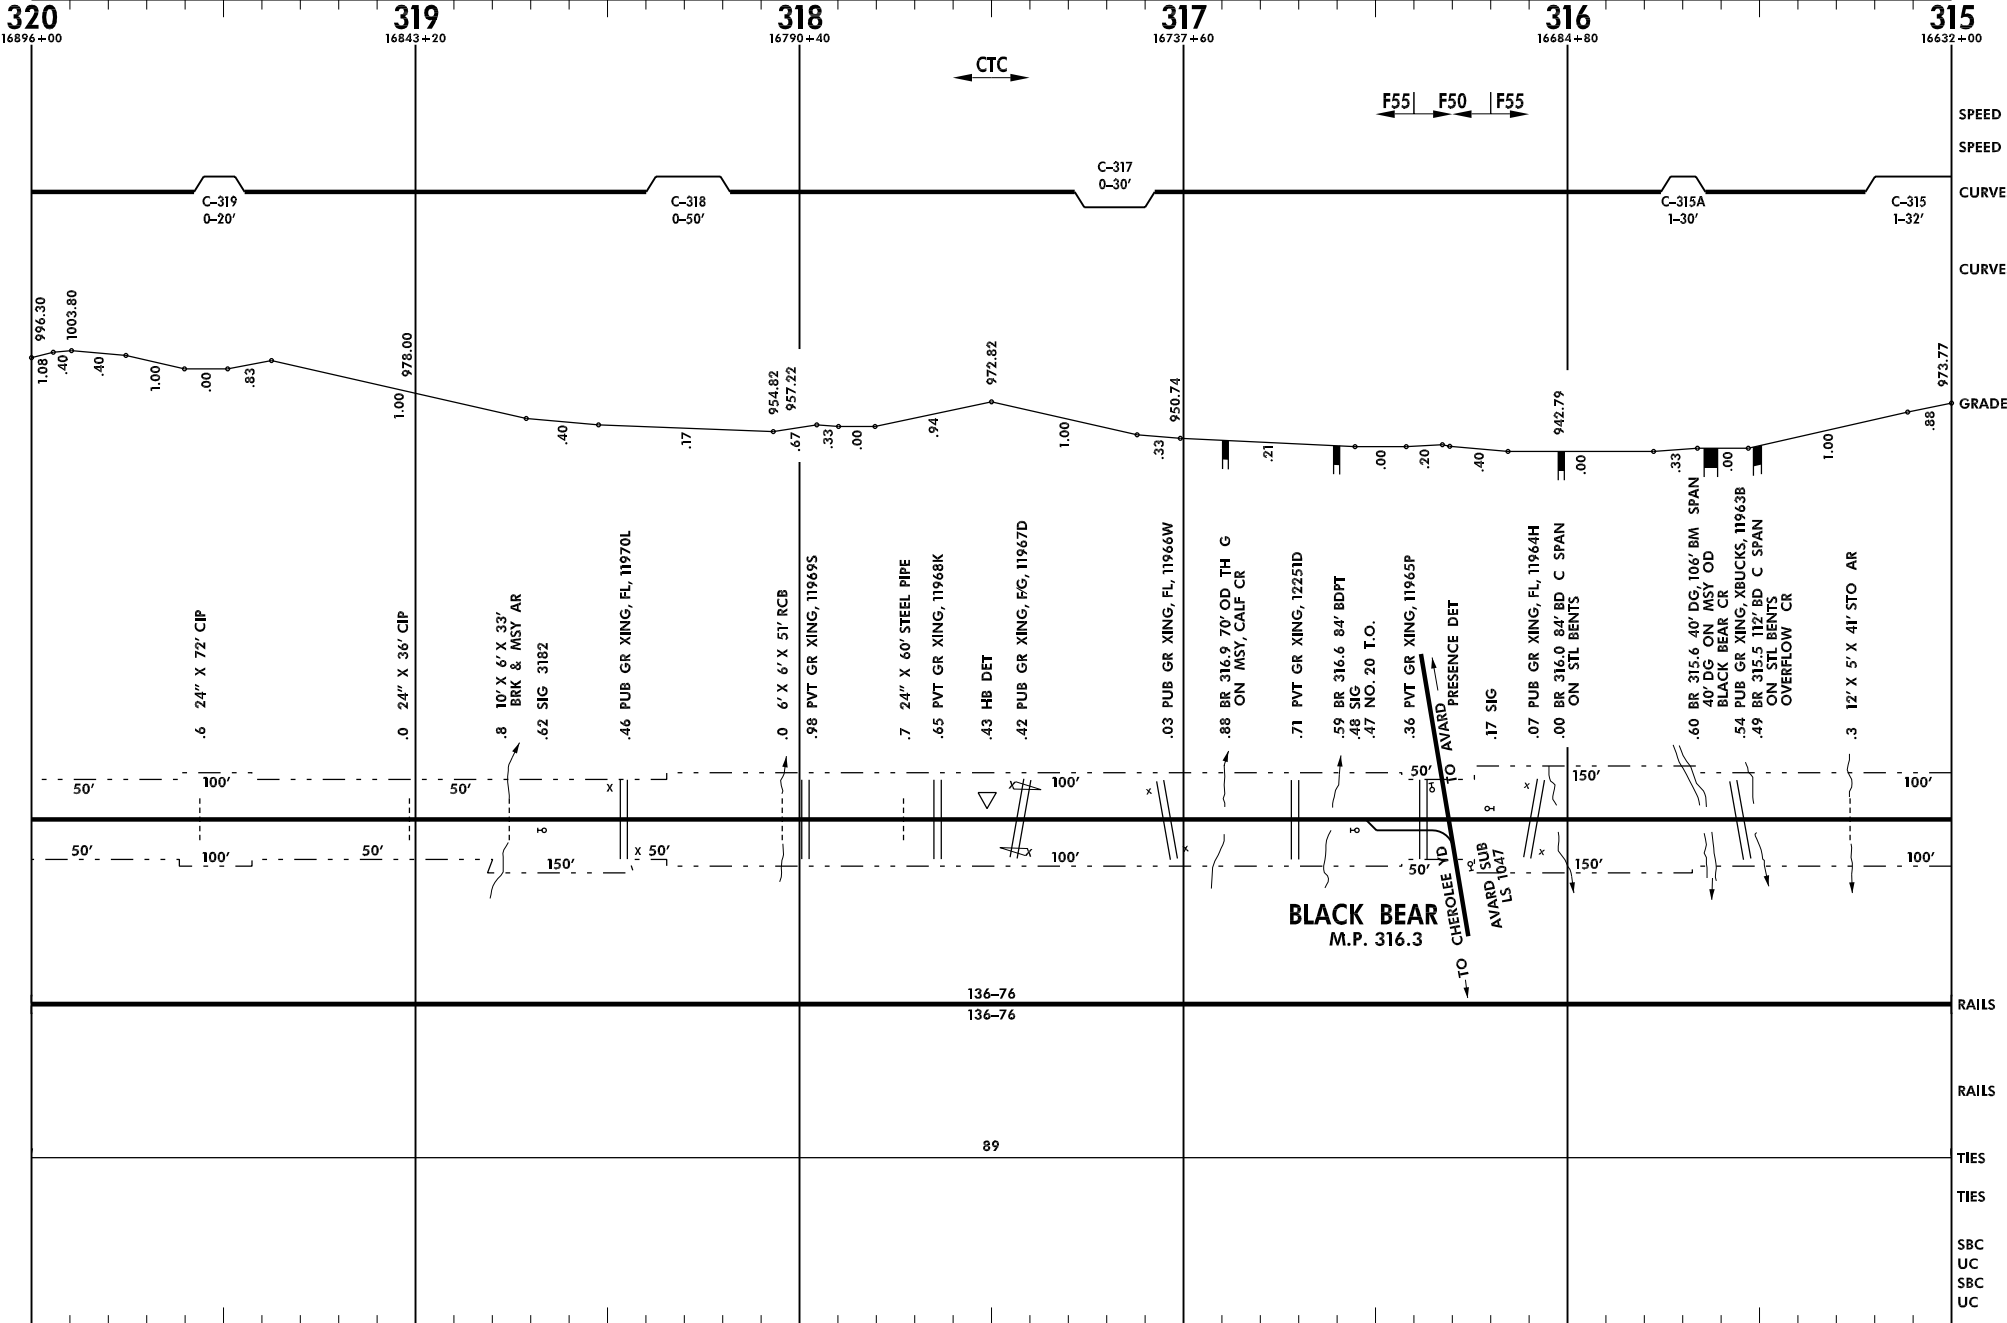 320 319 318 317 316 315
16896+00 16843+20 16790+40 16737+60 16684+80 16632+00
CTC
F55 F50 F55
SPEED
SPEED
C–319
0–20′
C–318
0–50′
C–317
0–30′
C–315A
1–30′
C–315
1–32′
CURVE
CURVE
996.30
1003.80
978.00
954.82
957.22
972.82
950.74
942.79
973.77
1.08
.40
.40
1.00
.00
.83
1.00
.40
.17
.67
.33
.00
.94
1.00
.33
.21
.00
.20
.40
.00
.33
.00
1.00
.88
GRADE
.6 24″ X 72′ CIP
.0 24″ X 36′ CIP
.8 10′ X 6′ X 33′
BRK & MSY AR
.62 SIG 3182
.46 PUB GR XING, FL, 11970L
.0 6′ X 6′ X 51′ RCB
.98 PVT GR XING, 11969S
.7 24″ X 60′ STEEL PIPE
.65 PVT GR XING, 11968K
.43 HB DET
.42 PUB GR XING, F/G, 11967D
.03 PUB GR XING, FL, 11966W
.88 BR 316.9 70′ OD TH G
ON MSY, CALF CR
.71 PVT GR XING, 12251D
.59 BR 316.6 84′ BDPT
.48 SIG
.47 NO. 20 T.O.
.36 PVT GR XING, 11965P
PRESENCE DET
.17 SIG
.07 PUB GR XING, FL, 11964H
.00 BR 316.0 84′ BD C SPAN
ON STL BENTS
.60 BR 315.6 40′ DG, 106′ BM SPAN
40′ DG ON MSY OD
BLACK BEAR CR
.54 PUB GR XING, XBUCKS, 11963B
.49 BR 315.5 112′ BD C SPAN
ON STL BENTS
OVERFLOW CR
.3 12′ X 5′ X 41′ STO AR
TO AVARD
50′ 100′ 50′ x 100′ 50′ 150′ 100′
50′ 100′ 50′ 150′ x 50′ 100′ 50′ 150′ 100′
TO CHEROLEE YD
AVARD SUB
LS 1047
BLACK BEAR
M.P. 316.3
136–76
136–76
RAILS
RAILS
89
TIES
TIES
SBC
UC
SBC
UC